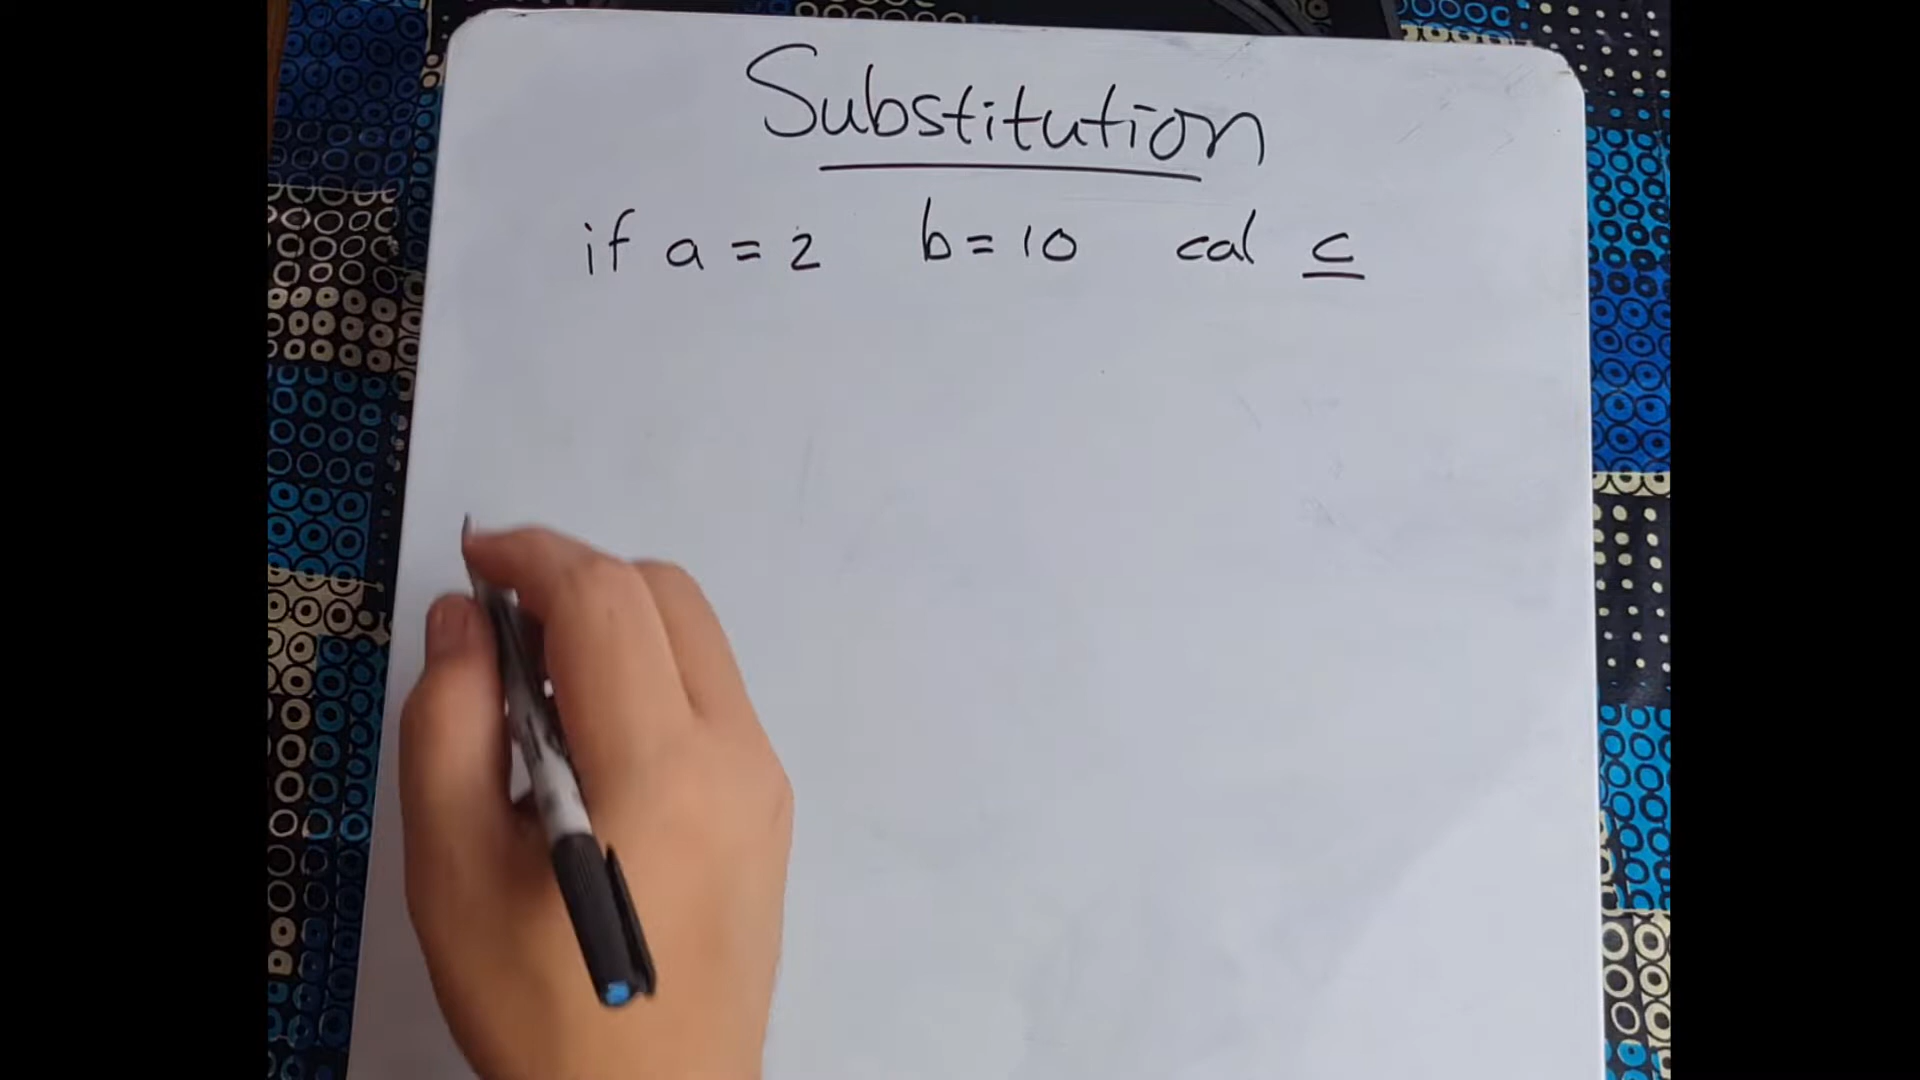 Substitution
if a = 2 b = 10 cal c